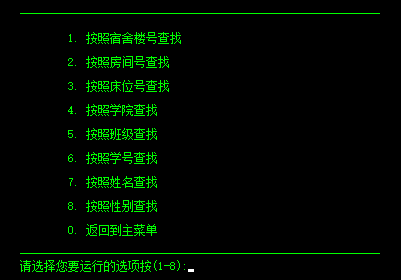 1. 按照宿舍楼号查找
2. 按照房间号查找
3. 按照床位号查找
4. 按照学院查找
5. 按照班级查找
6. 按照学号查找
7. 按照姓名查找
8. 按照性别查找
0. 返回到主菜单
请选择您要运行的选项按(1-8):